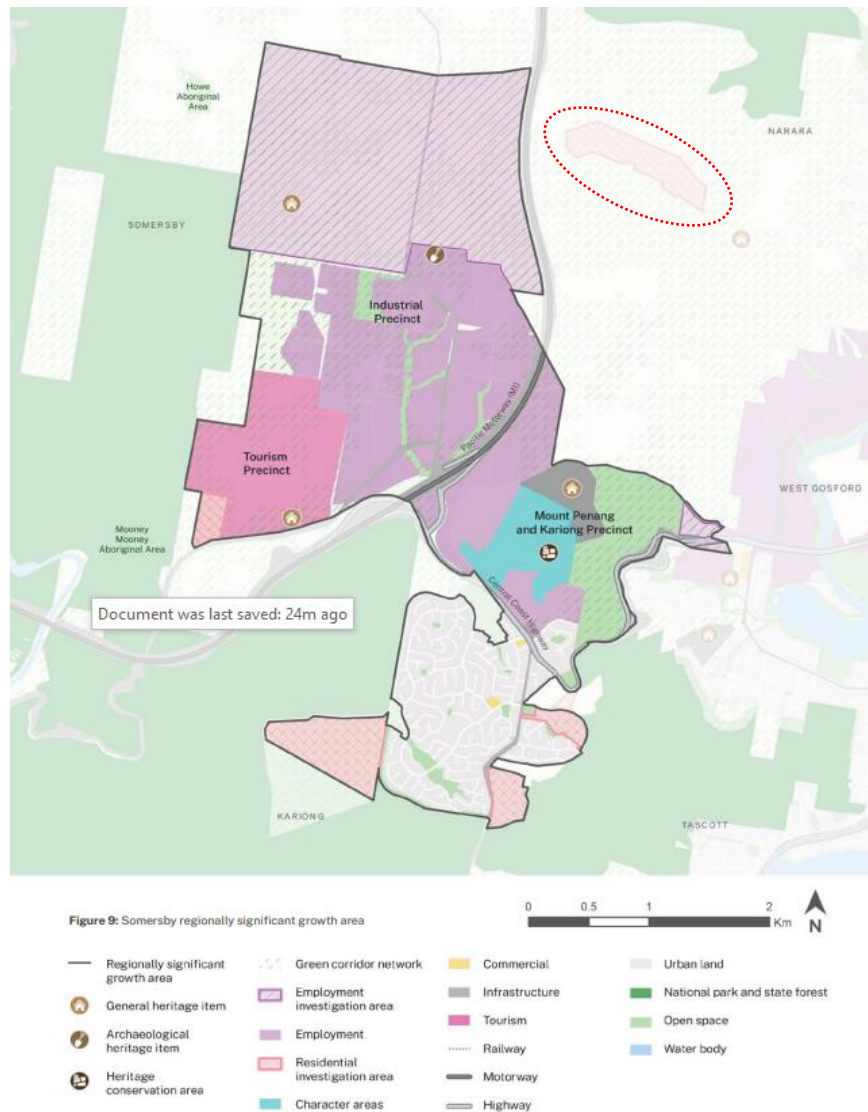 Howe
Aboriginal
Area
NARARA
SOMERSBY
Industrial
Precinct
Pacific Motorway (M1)
Tourism
Precinct
WEST GOSFORD
Mount Penang
and Kariong Precinct
Mooney
Mooney
Aboriginal Area
Central Coast Highway
Document was last saved: 24m ago
KARIONG
TASCOTT
Figure 9: Somersby regionally significant growth area
0 0.5 1 2
Km
N
Regionally significant
growth area
General heritage item
Archaeological
heritage item
Heritage
conservation area
Green corridor network
Employment
investigation area
Employment
Residential
investigation area
Character areas
Commercial
Infrastructure
Tourism
Railway
Motorway
Highway
Urban land
National park and state forest
Open space
Water body